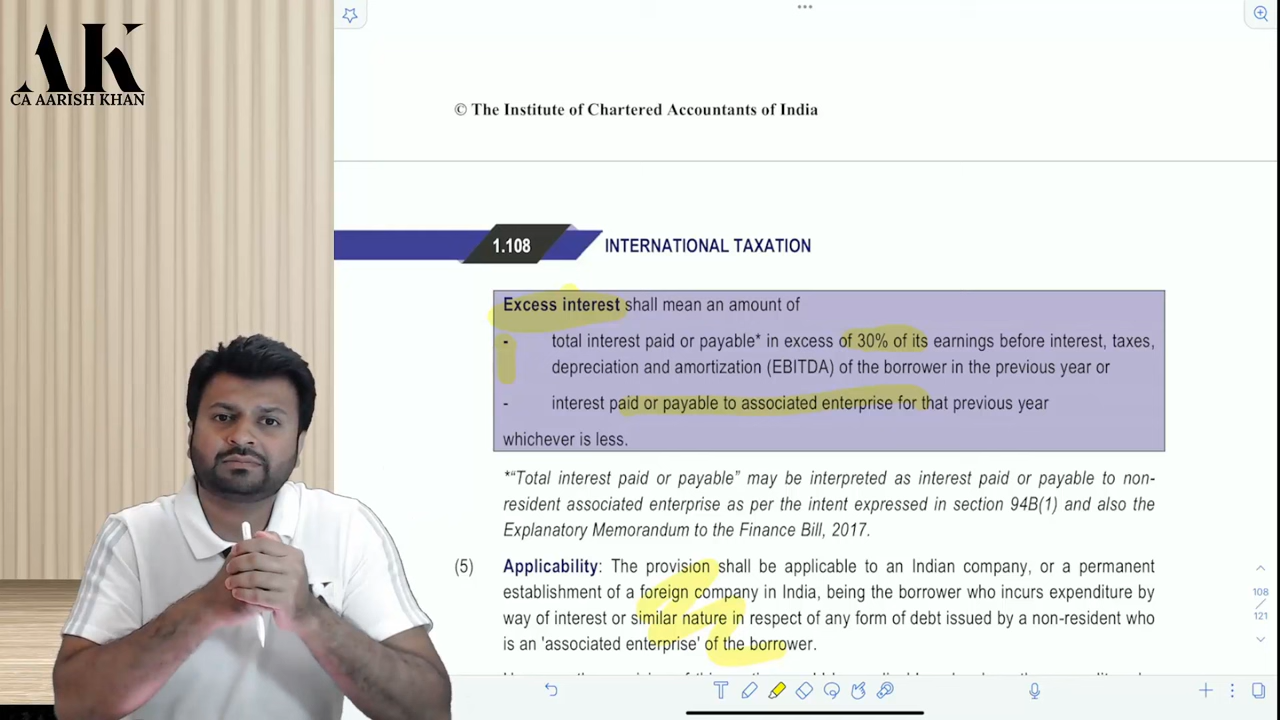 AK
CA AARISH KHAN
© The Institute of Chartered Accountants of India
1.108 INTERNATIONAL TAXATION
Excess interest shall mean an amount of
- total interest paid or payable* in excess of 30% of its earnings before interest, taxes,
depreciation and amortization (EBITDA) of the borrower in the previous year or
- interest paid or payable to associated enterprise for that previous year
whichever is less.
*“Total interest paid or payable” may be interpreted as interest paid or payable to non-
resident associated enterprise as per the intent expressed in section 94B(1) and also the
Explanatory Memorandum to the Finance Bill, 2017.
(5) Applicability: The provision shall be applicable to an Indian company, or a permanent
establishment of a foreign company in India, being the borrower who incurs expenditure by
way of interest or similar nature in respect of any form of debt issued by a non-resident who
is an 'associated enterprise' of the borrower.
108
/
121